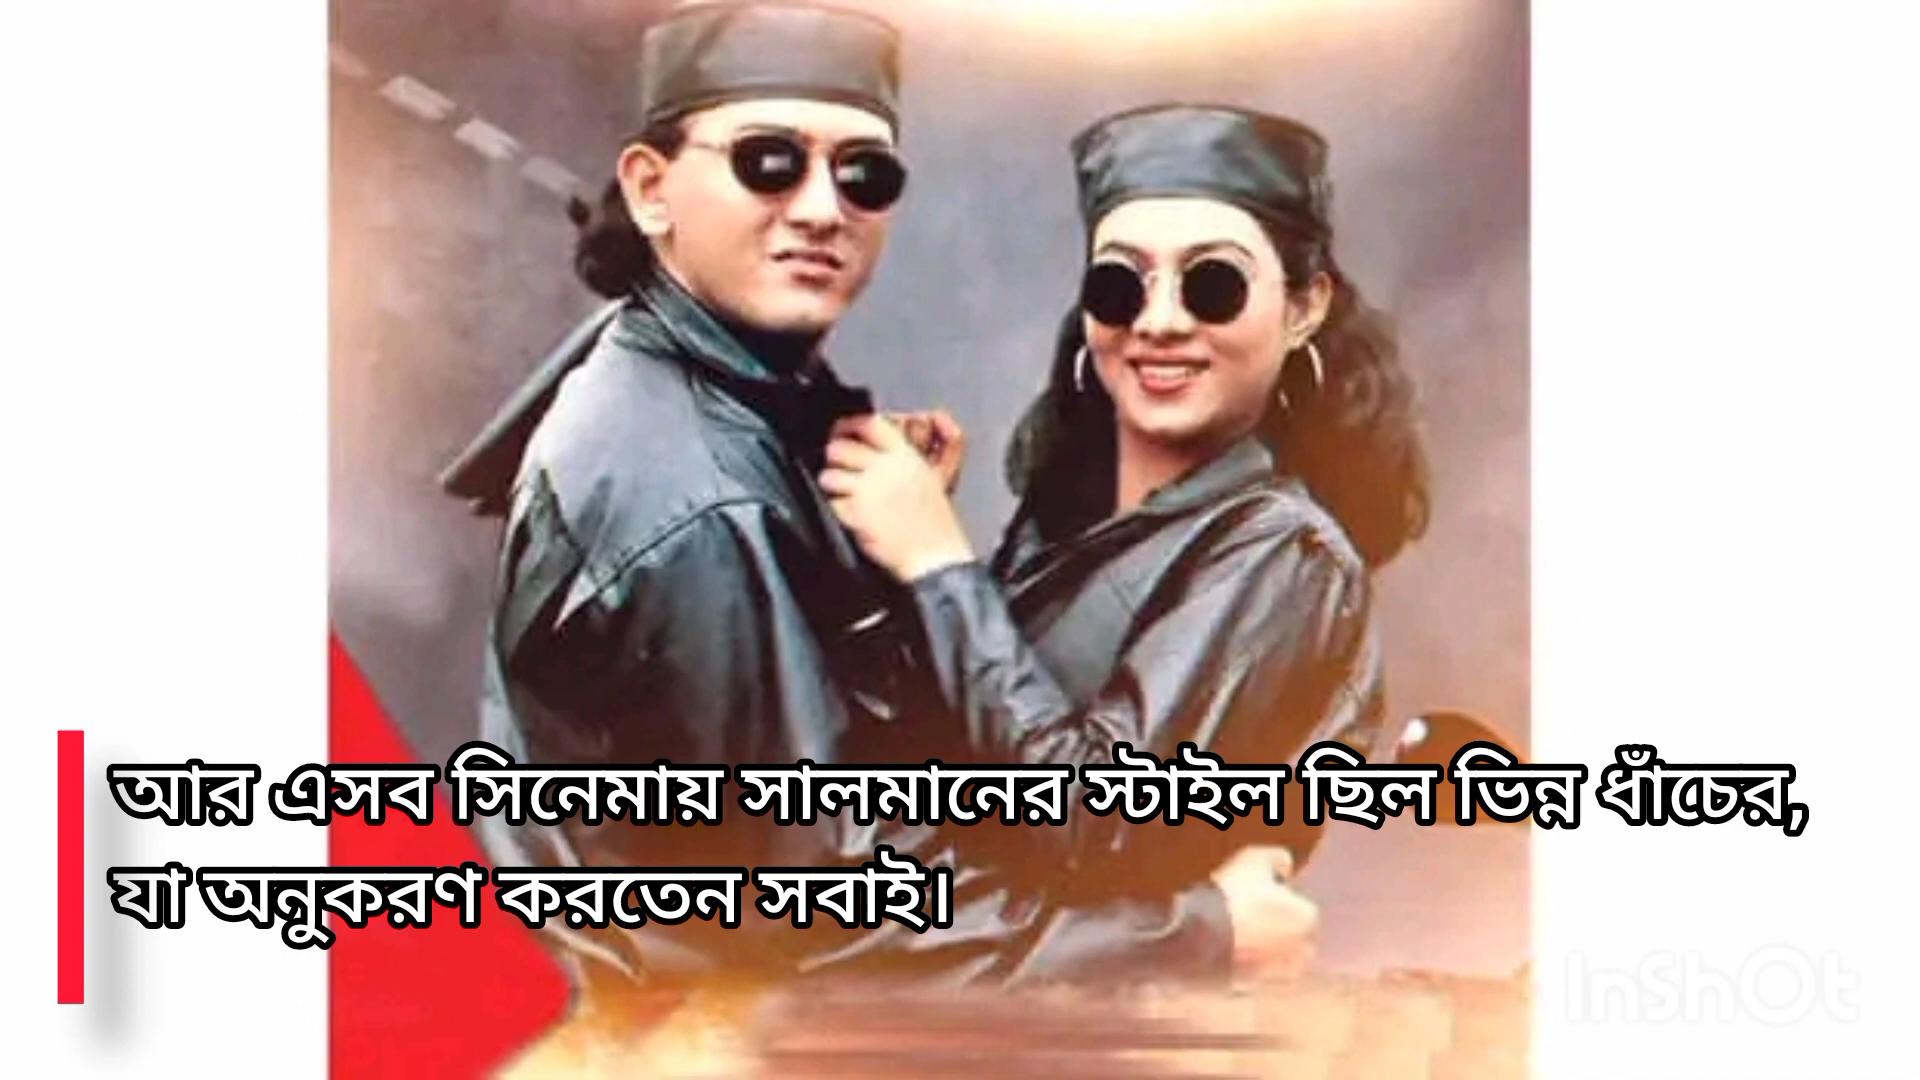 আর এসব সিনেমায় সালমানের স্টাইল ছিল ভিন্ন ধাঁচের,
যা অনুকরণ করতেন সবাই।
InShOt